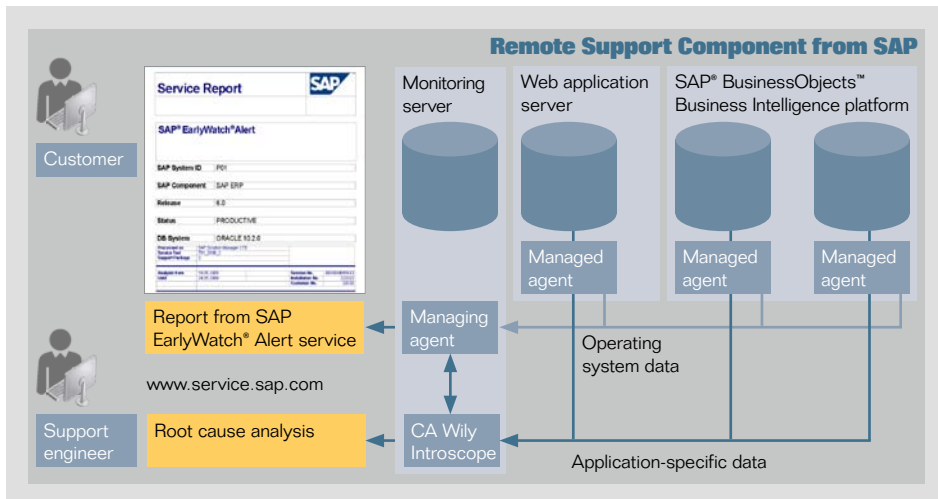 Remote Support Component from SAP
Customer
Service Report
SAP
SAP® EarlyWatch® Alert
SAP System ID P01
SAP Component SAP ERP
Release 6.0
Status PRODUCTIVE
DB System ORACLE 10.2.0
Monitoring
server
Web application
server
SAP® BusinessObjects™
Business Intelligence platform
Managed
agent
Managed
agent
Managed
agent
Report from SAP
EarlyWatch® Alert service
Managing
agent
Operating
system data
www.service.sap.com
Support
engineer
Root cause analysis
CA Wily
Introscope
Application-specific data